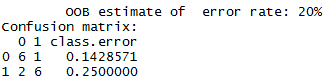 OOB estimate of  error rate: 20%
Confusion matrix:
  0 1 class.error
0 6 1   0.1428571
1 2 6   0.2500000